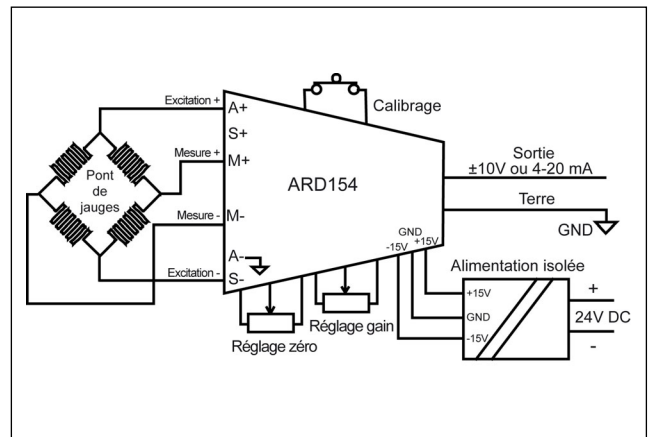 Excitation +
A+
S+
Mesure +
M+
Pont
de
jauges
Mesure -
M-
A-
Excitation -
S-
ARD154
Calibrage
Sortie
±10V ou 4-20 mA
Terre
GND
GND
-15V
+15V
Alimentation isolée
+15V
GND
-15V
+
24V DC
-
Réglage gain
Réglage zéro